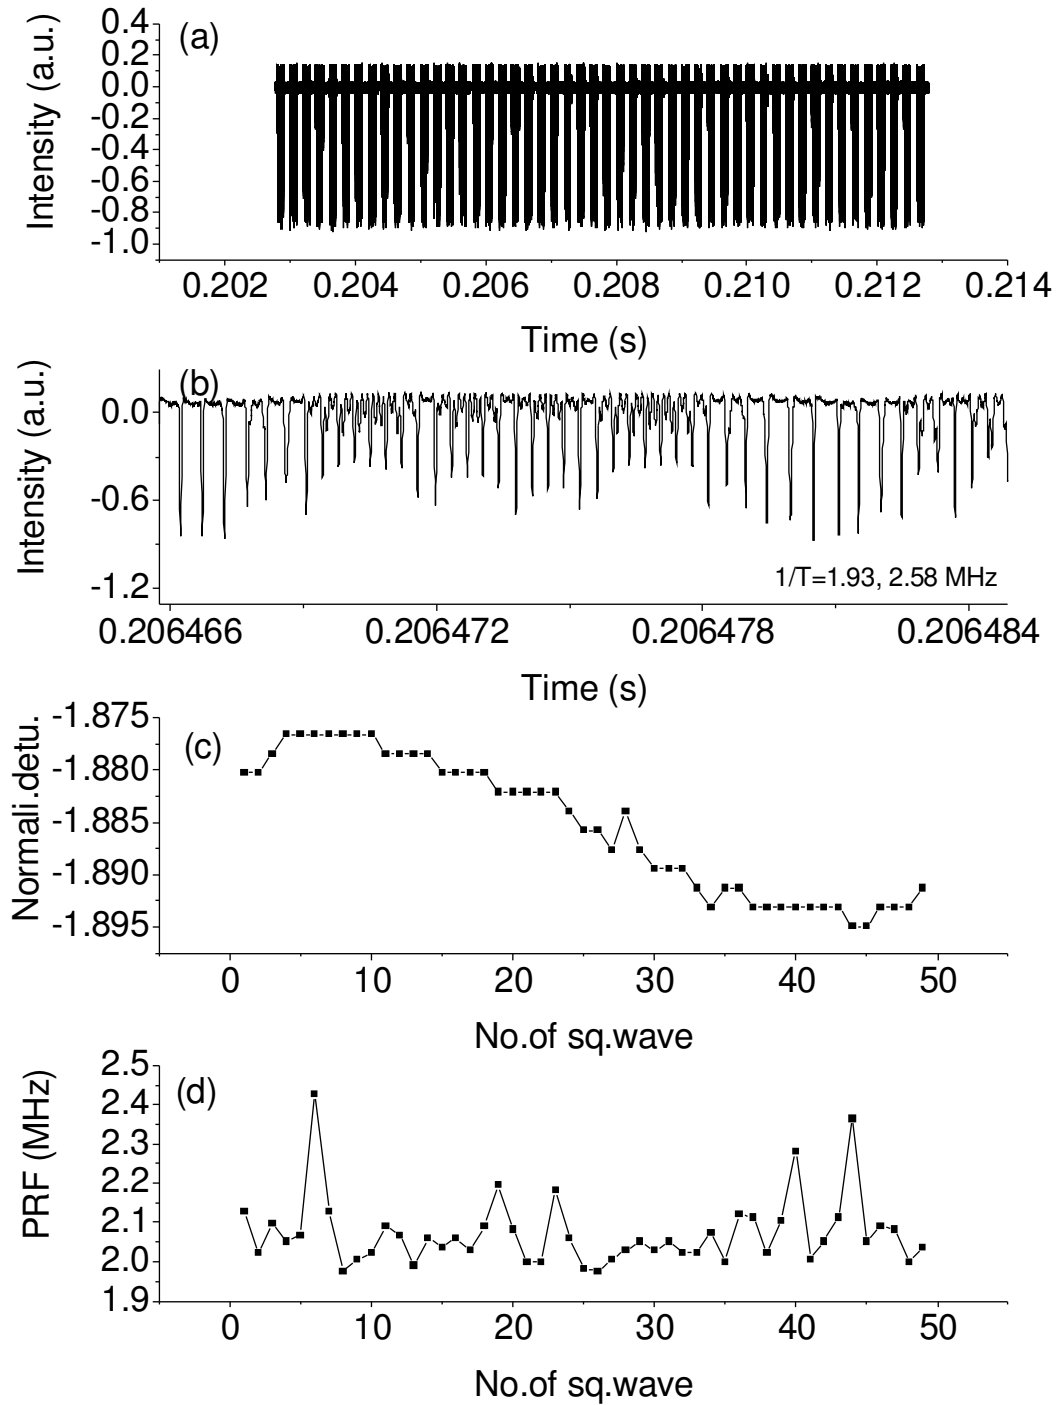 (a)
Intensity (a.u.)
0.4
0.2
0.0
-0.2
-0.4
-0.6
-0.8
-1.0
0.202 0.204 0.206 0.208 0.210 0.212 0.214
Time (s)
(b)
Intensity (a.u.)
0.0
-0.6
-1.2
1/T=1.93, 2.58 MHz
0.206466 0.206472 0.206478 0.206484
Time (s)
(c)
Normali.detu.
-1.875
-1.880
-1.885
-1.890
-1.895
0 10 20 30 40 50
No.of sq.wave
(d)
PRF (MHz)
2.5
2.4
2.3
2.2
2.1
2.0
1.9
0 10 20 30 40 50
No.of sq.wave